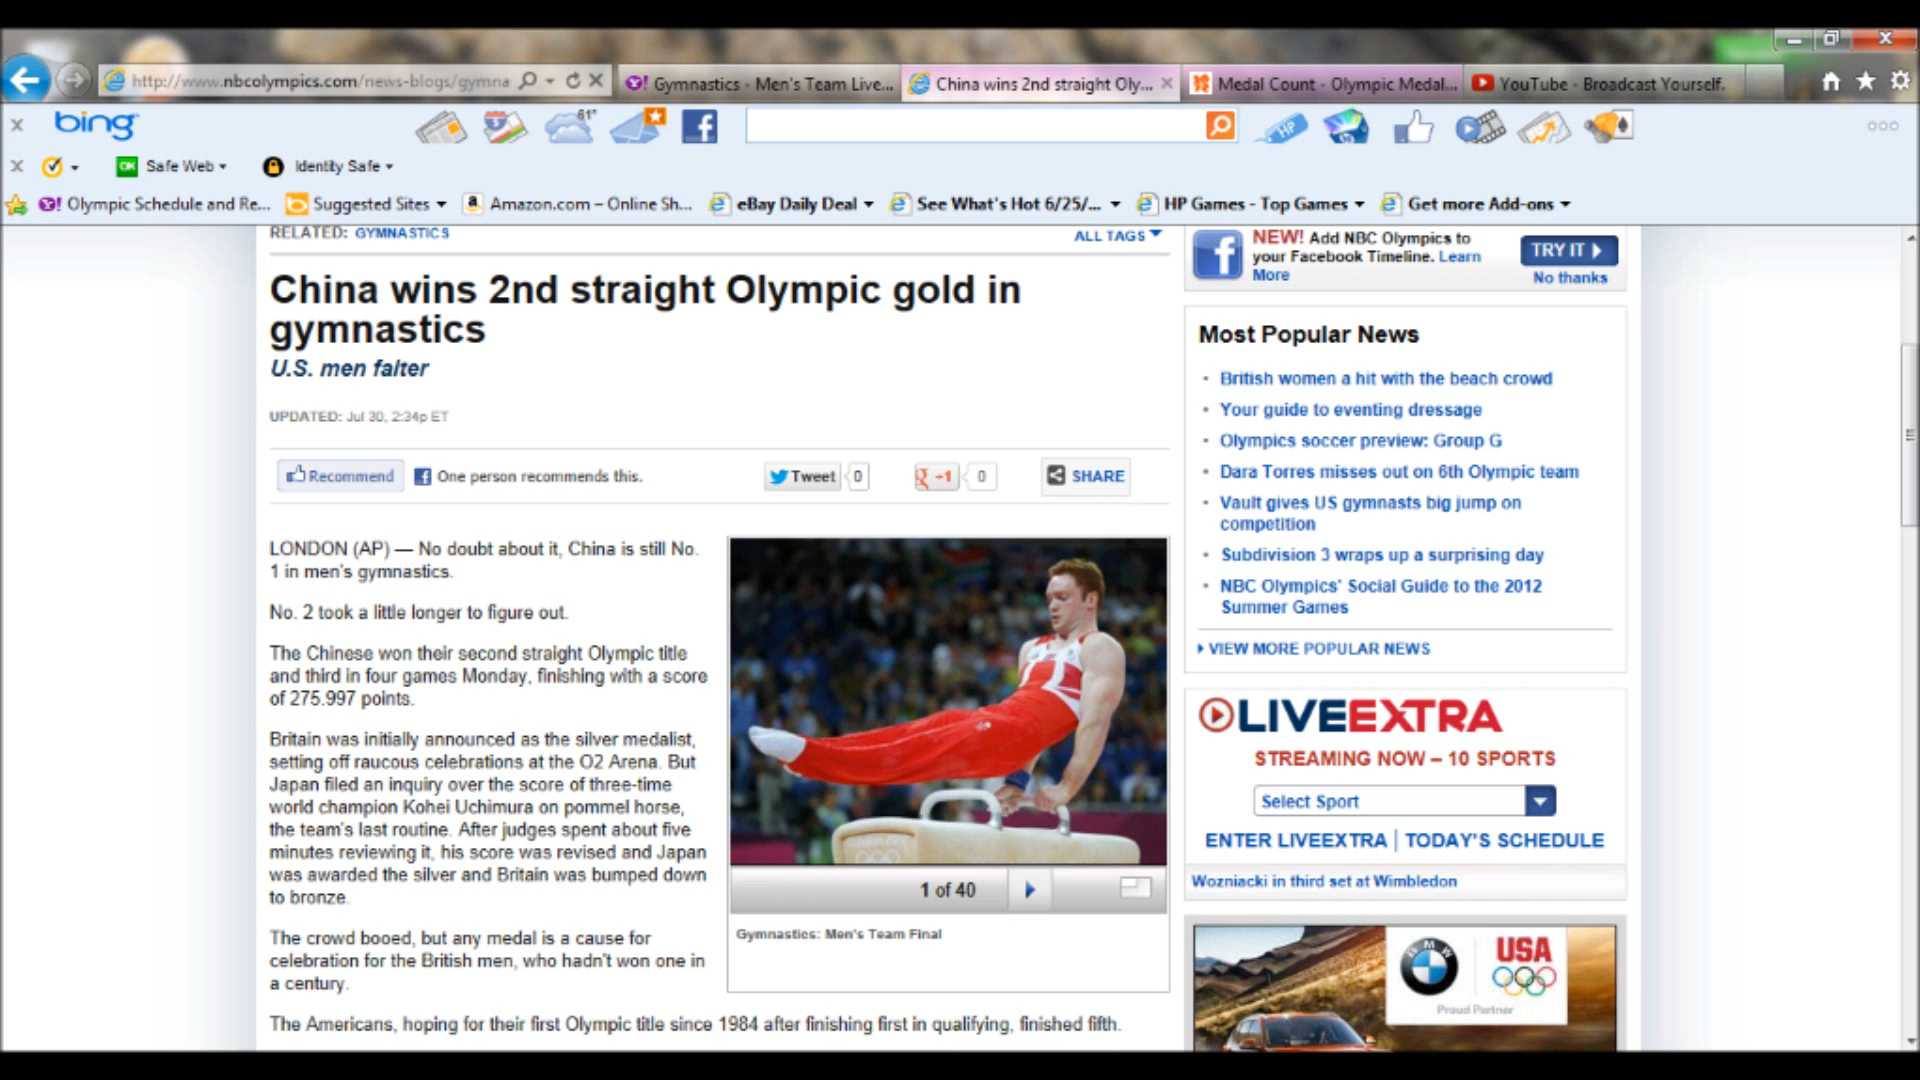 http://www.nbcolympics.com/news-blogs/gymna
Gymnastics - Men's Team Live...
China wins 2nd straight Oly...
Medal Count - Olympic Medal...
YouTube - Broadcast Yourself.
bing
61°
HP
OK Safe Web
Identity Safe
Olympic Schedule and Re...
Suggested Sites
Amazon.com – Online Sh...
eBay Daily Deal
See What's Hot 6/25/...
HP Games - Top Games
Get more Add-ons
RELATED: GYMNASTICS
ALL TAGS
China wins 2nd straight Olympic gold in
gymnastics
U.S. men falter
UPDATED: Jul 30, 2:34p ET
Recommend
One person recommends this.
Tweet
0
+1
0
SHARE
LONDON (AP) — No doubt about it, China is still No.
1 in men's gymnastics.
No. 2 took a little longer to figure out.
The Chinese won their second straight Olympic title
and third in four games Monday, finishing with a score
of 275.997 points.
Britain was initially announced as the silver medalist,
setting off raucous celebrations at the O2 Arena. But
Japan filed an inquiry over the score of three-time
world champion Kohei Uchimura on pommel horse,
the team's last routine. After judges spent about five
minutes reviewing it, his score was revised and Japan
was awarded the silver and Britain was bumped down
to bronze.
The crowd booed, but any medal is a cause for
celebration for the British men, who hadn't won one in
a century.
The Americans, hoping for their first Olympic title since 1984 after finishing first in qualifying, finished fifth.
1 of 40
Gymnastics: Men's Team Final
NEW! Add NBC Olympics to
your Facebook Timeline. Learn
More
TRY IT
No thanks
Most Popular News
British women a hit with the beach crowd
Your guide to eventing dressage
Olympics soccer preview: Group G
Dara Torres misses out on 6th Olympic team
Vault gives US gymnasts big jump on
competition
Subdivision 3 wraps up a surprising day
NBC Olympics' Social Guide to the 2012
Summer Games
VIEW MORE POPULAR NEWS
LIVEEXTRA
STREAMING NOW – 10 SPORTS
Select Sport
ENTER LIVEEXTRA | TODAY'S SCHEDULE
Wozniacki in third set at Wimbledon
BMW
USA
Proud Partner